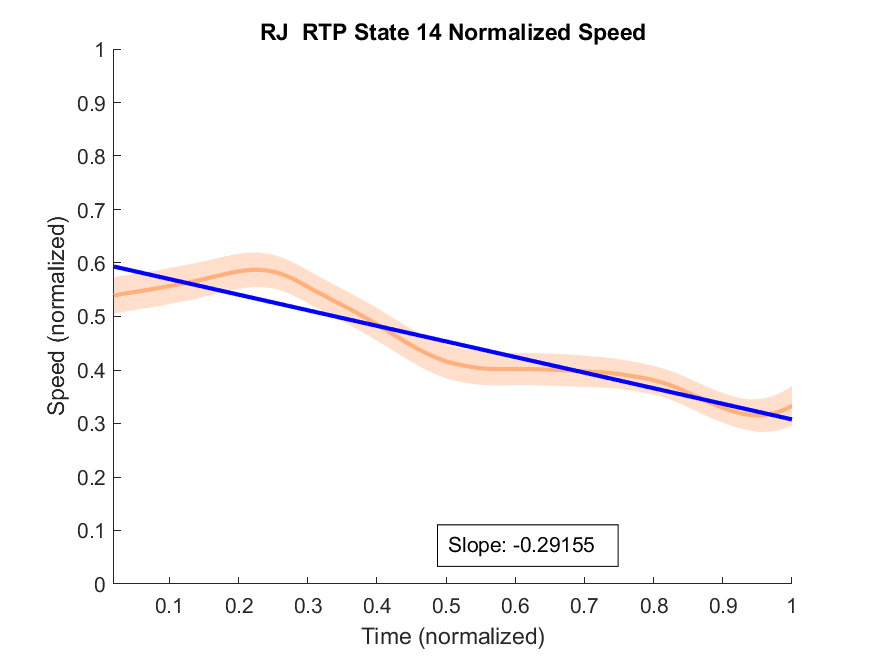 RJ  RTP State 14 Normalized Speed
1
0.9
0.8
0.7
0.6
0.5
0.4
0.3
0.2
0.1
0
Speed (normalized)
Slope: -0.29155
0.1 0.2 0.3 0.4 0.5 0.6 0.7 0.8 0.9 1
Time (normalized)